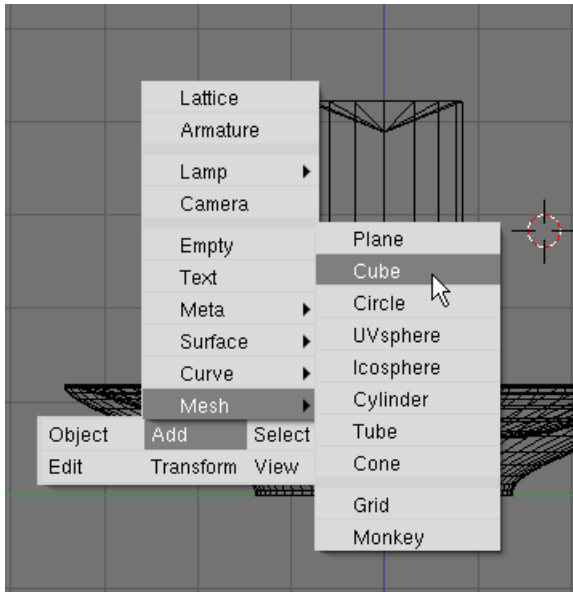 Lattice
Armature
Lamp
Camera
Empty
Text
Meta
Surface
Curve
Mesh
Plane
Cube
Circle
UVsphere
Icosphere
Cylinder
Tube
Cone
Grid
Monkey
Object Add Select
Edit Transform View